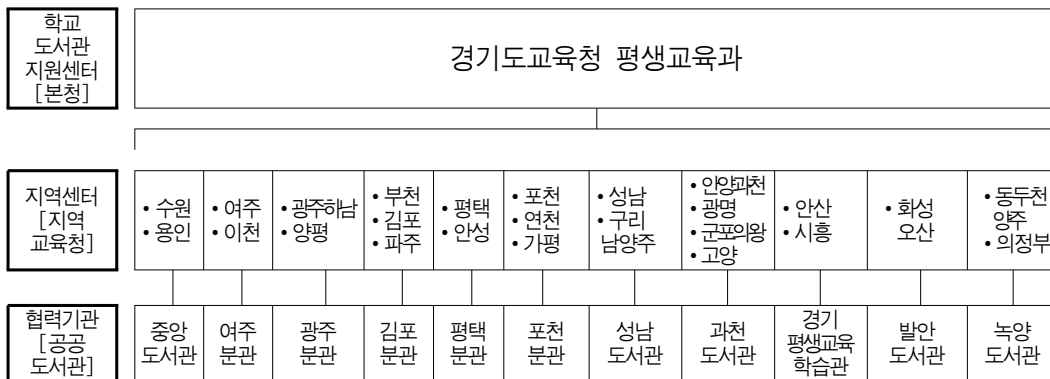 학교
도서관
지원센터
[본청]
경기도교육청 평생교육과
지역센터
[지역
교육청]
• 수원
• 용인
• 여주
• 이천
• 광주하남
• 양평
• 부천
• 김포
• 파주
• 평택
• 안성
• 포천
• 연천
• 가평
• 성남
• 구리
남양주
• 안양과천
• 광명
• 군포의왕
• 고양
• 안산
• 시흥
• 화성
오산
• 동두천
양주
• 의정부
협력기관
[공공
도서관]
중앙
도서관
여주
분관
광주
분관
김포
분관
평택
분관
포천
분관
성남
도서관
과천
도서관
경기
평생교육
학습관
발안
도서관
녹양
도서관